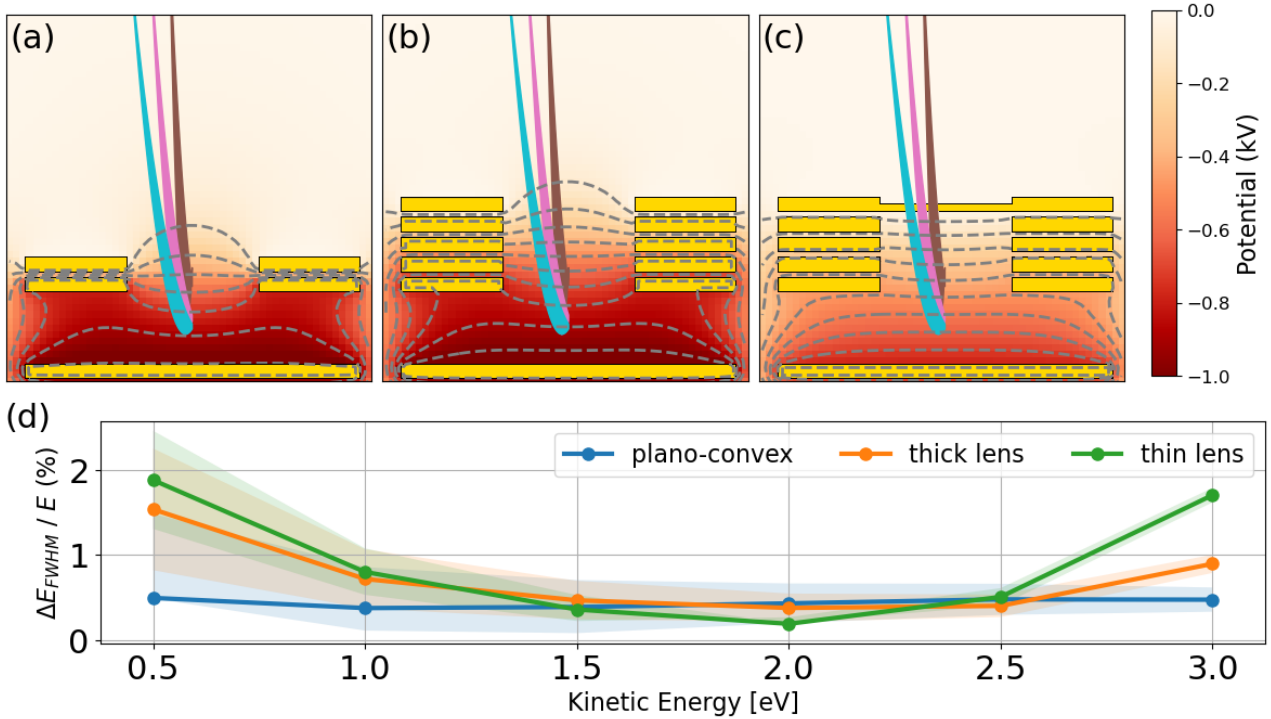 (a)
(b)
(c)
0.0
−0.2
−0.4
−0.6
−0.8
−1.0
Potential (kV)
(d)
plano-convex
thick lens
thin lens
ΔE_FWHM / E (%)
2
1
0
0.5 1.0 1.5 2.0 2.5 3.0
Kinetic Energy [eV]